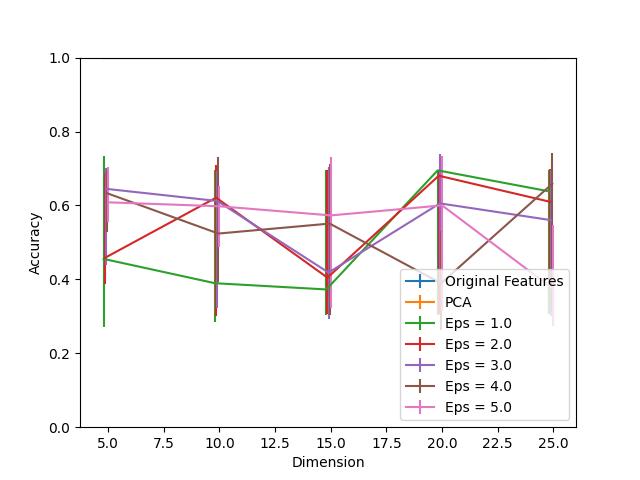 1.0
0.8
0.6
0.4
0.2
0.0
Accuracy
5.0 7.5 10.0 12.5 15.0 17.5 20.0 22.5 25.0
Dimension
Original Features
PCA
Eps = 1.0
Eps = 2.0
Eps = 3.0
Eps = 4.0
Eps = 5.0